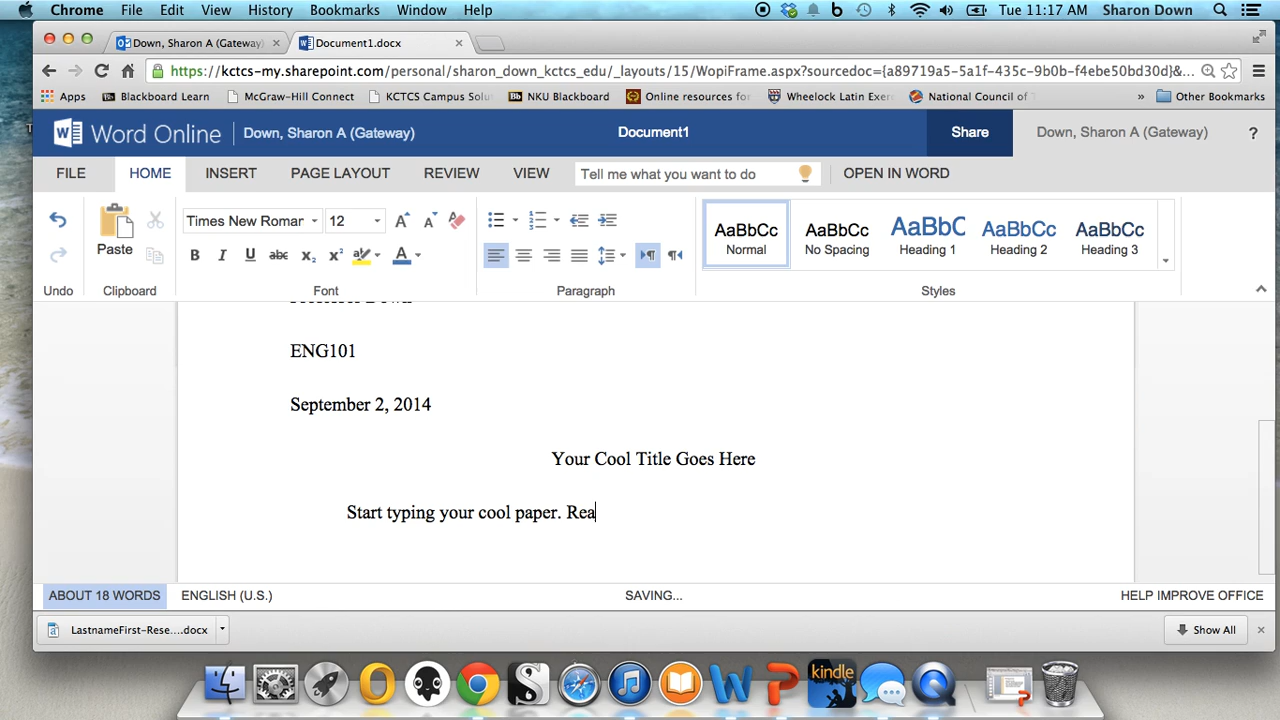 Chrome File Edit View History Bookmarks Window Help Tue 11:17 AM Sharon Down
Down, Sharon A (Gateway) Document1.docx
https://kctcs-my.sharepoint.com/personal/sharon_down_kctcs_edu/_layouts/15/WopiFrame.aspx?sourcedoc={a89719a5-5a1f-435c-9b0b-f4ebe50bd30d}&...
Apps Blackboard Learn McGraw-Hill Connect KCTCS Campus Solu NKU Blackboard Online resources for Wheelock Latin Exer National Council of » Other Bookmarks
Word Online Down, Sharon A (Gateway) Document1 Share Down, Sharon A (Gateway) ?
FILE HOME INSERT PAGE LAYOUT REVIEW VIEW Tell me what you want to do OPEN IN WORD
Times New Romar 12
AaBbCc AaBbCc AaBbC AaBbCc AaBbCc
Paste Normal No Spacing Heading 1 Heading 2 Heading 3
B I U abc X₂ X² A
Undo Clipboard Font Paragraph Styles
ENG101
September 2, 2014
Your Cool Title Goes Here
Start typing your cool paper. Rea
ABOUT 18 WORDS ENGLISH (U.S.) SAVING... HELP IMPROVE OFFICE
LastnameFirst-Rese....docx Show All
kindle